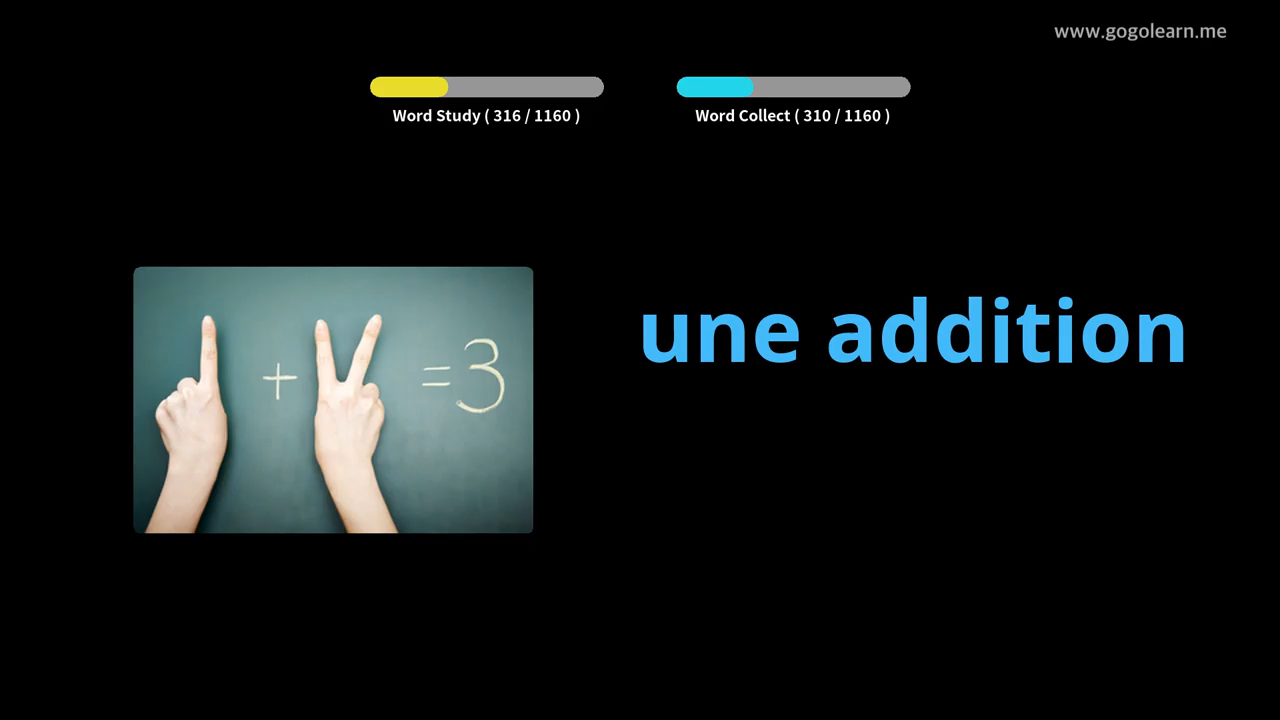 www.gogolearn.me
Word Study ( 316 / 1160 )
Word Collect ( 310 / 1160 )
une addition
+ = 3